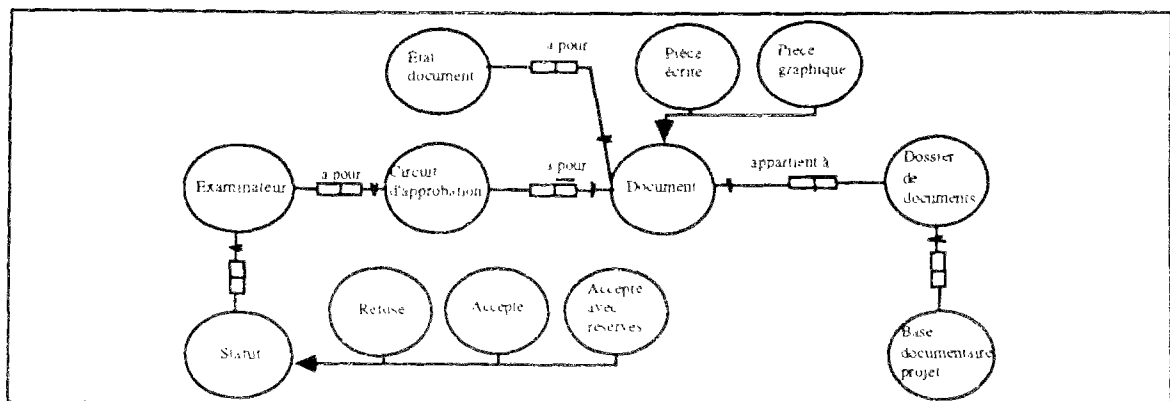 a pour
État
document
Pièce
écrite
Pièce
graphique
Examinateur
a pour
Circuit
d'approbation
a pour
Document
appartient à
Dossier
de
documents
Statut
Refusé
Accepté
Accepté
avec
réserves
Base
documentaire
projet